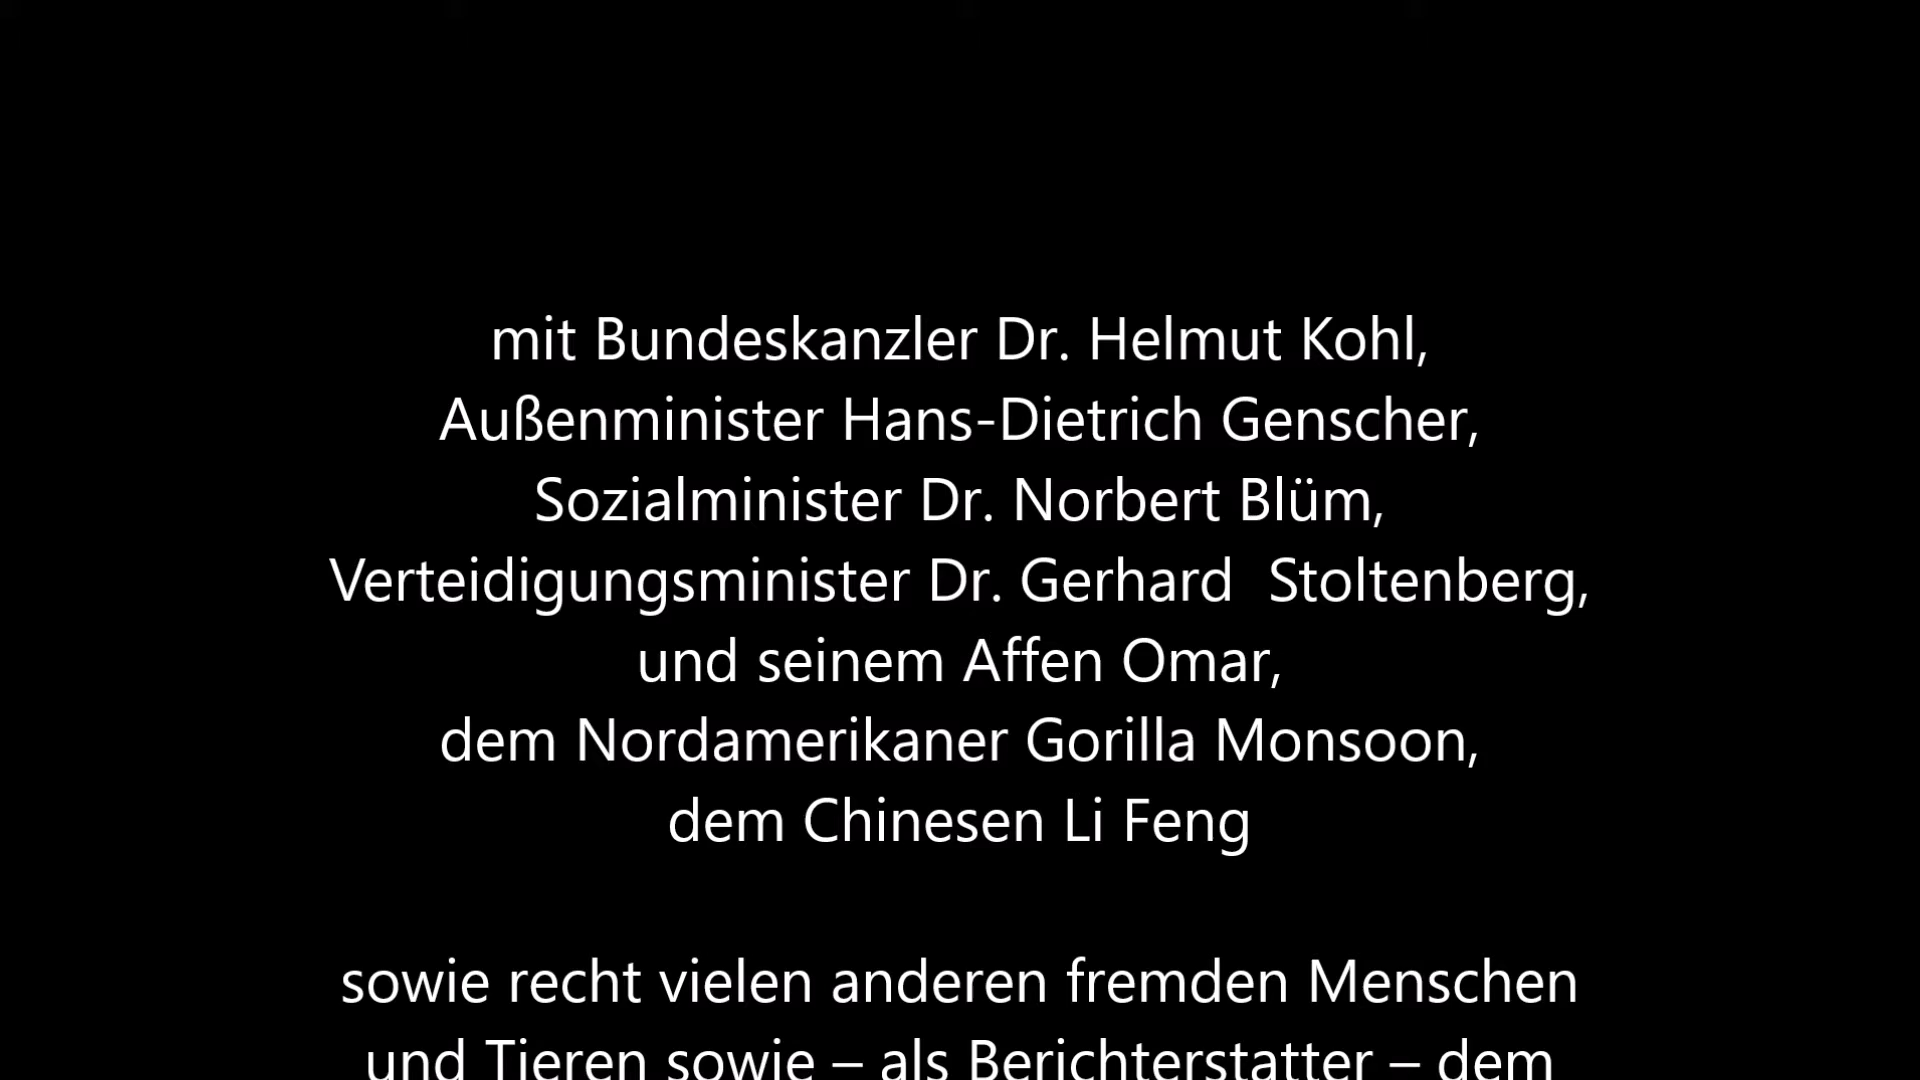 mit Bundeskanzler Dr. Helmut Kohl,
Außenminister Hans-Dietrich Genscher,
Sozialminister Dr. Norbert Blüm,
Verteidigungsminister Dr. Gerhard  Stoltenberg,
und seinem Affen Omar,
dem Nordamerikaner Gorilla Monsoon,
dem Chinesen Li Feng
sowie recht vielen anderen fremden Menschen
und Tieren sowie – als Berichterstatter – dem